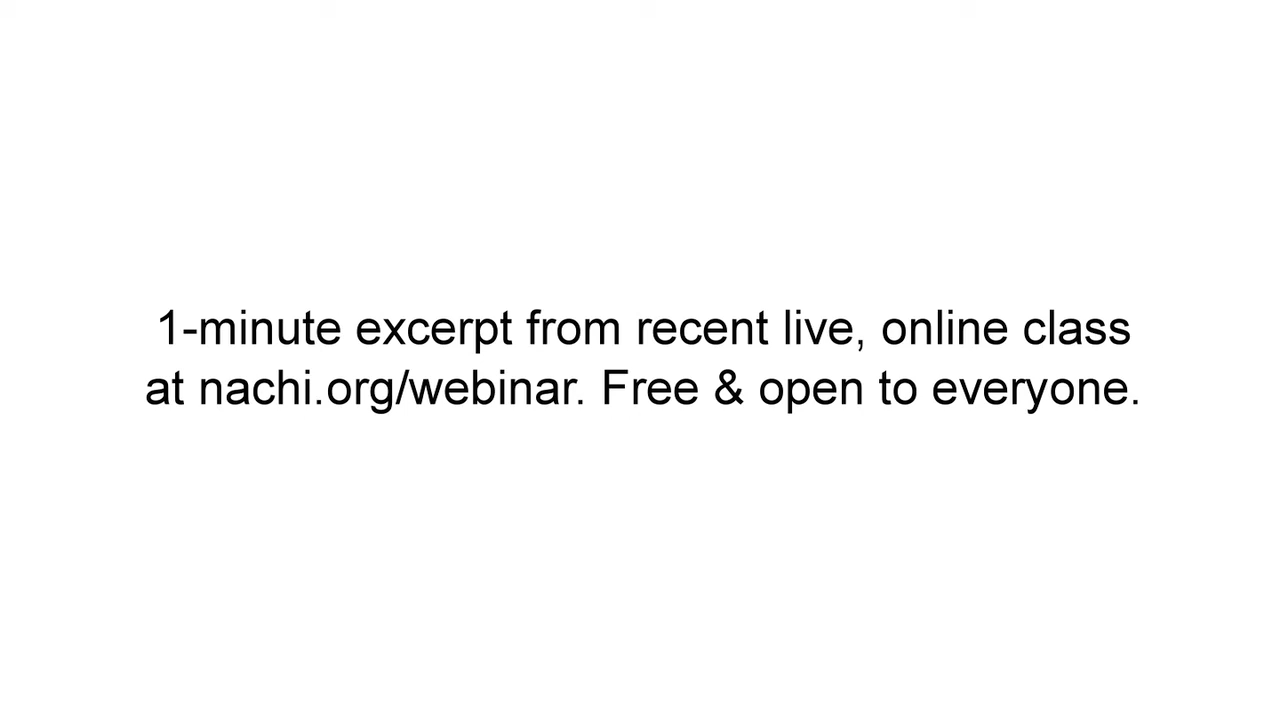 1-minute excerpt from recent live, online class
at nachi.org/webinar. Free & open to everyone.